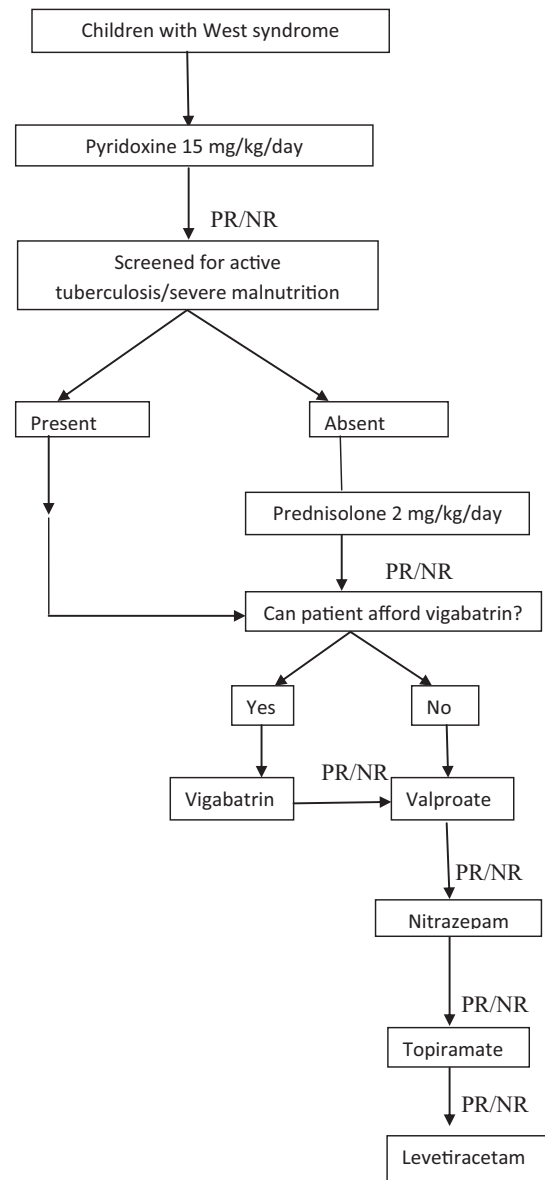 Children with West syndrome
Pyridoxine 15 mg/kg/day
PR/NR
Screened for active
tuberculosis/severe malnutrition
Present
Absent
Prednisolone 2 mg/kg/day
PR/NR
Can patient afford vigabatrin?
Yes
No
PR/NR
Vigabatrin
Valproate
PR/NR
Nitrazepam
PR/NR
Topiramate
PR/NR
Levetiracetam